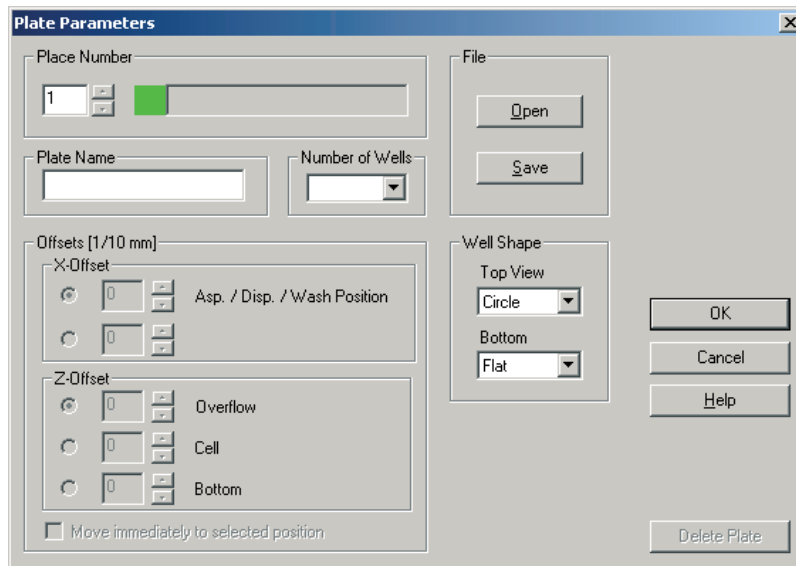 Plate Parameters
Place Number
1
File
Open
Save
Plate Name
Number of Wells
Offsets [1/10 mm]
X-Offset
0 Asp. / Disp. / Wash Position
0
Z-Offset
0 Overflow
0 Cell
0 Bottom
Move immediately to selected position
Well Shape
Top View
Circle
Bottom
Flat
OK
Cancel
Help
Delete Plate